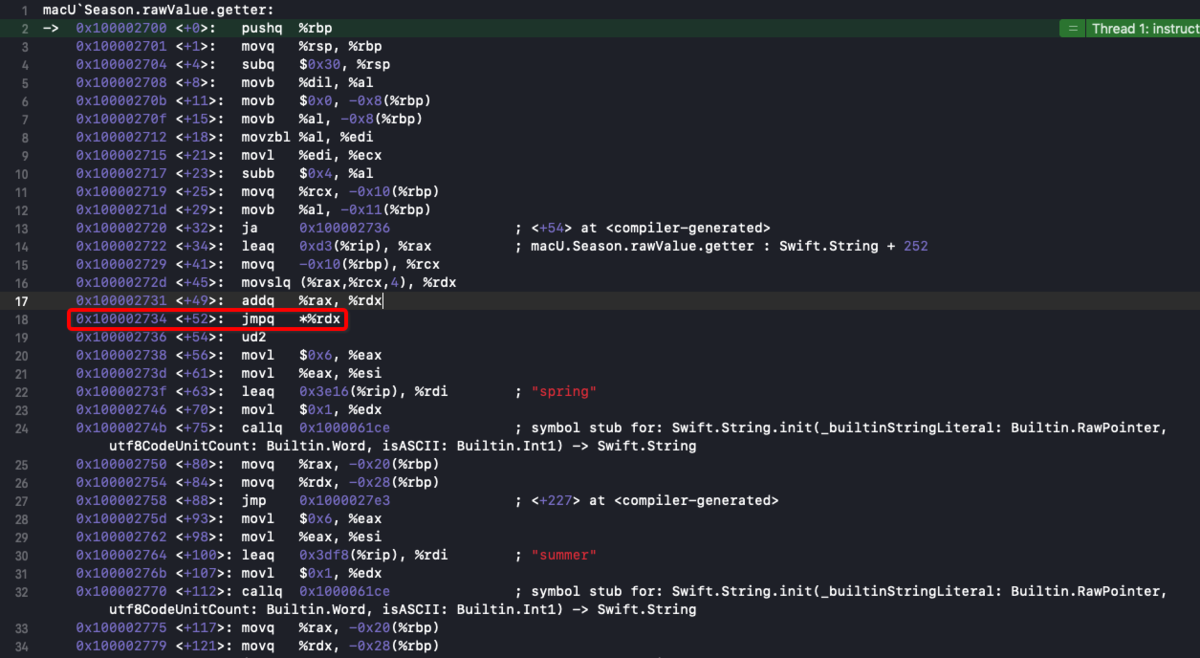 1 macU`Season.rawValue.getter:
2 -> 0x100002700 <+0>: pushq %rbp = Thread 1: instruct
3 0x100002701 <+1>: movq %rsp, %rbp
4 0x100002704 <+4>: subq $0x30, %rsp
5 0x100002708 <+8>: movb %dil, %al
6 0x10000270b <+11>: movb $0x0, -0x8(%rbp)
7 0x10000270f <+15>: movb %al, -0x8(%rbp)
8 0x100002712 <+18>: movzbl %al, %edi
9 0x100002715 <+21>: movl %edi, %ecx
10 0x100002717 <+23>: subb $0x4, %al
11 0x100002719 <+25>: movq %rcx, -0x10(%rbp)
12 0x10000271d <+29>: movb %al, -0x11(%rbp)
13 0x100002720 <+32>: ja 0x100002736 ; <+54> at <compiler-generated>
14 0x100002722 <+34>: leaq 0xd3(%rip), %rax ; macU.Season.rawValue.getter : Swift.String + 252
15 0x100002729 <+41>: movq -0x10(%rbp), %rcx
16 0x10000272d <+45>: movslq (%rax,%rcx,4), %rdx
17 0x100002731 <+49>: addq %rax, %rdx
18 0x100002734 <+52>: jmpq *%rdx
19 0x100002736 <+54>: ud2
20 0x100002738 <+56>: movl $0x6, %eax
21 0x10000273d <+61>: movl %eax, %esi
22 0x10000273f <+63>: leaq 0x3e16(%rip), %rdi ; "spring"
23 0x100002746 <+70>: movl $0x1, %edx
24 0x10000274b <+75>: callq 0x1000061ce ; symbol stub for: Swift.String.init(_builtinStringLiteral: Builtin.RawPointer,
utf8CodeUnitCount: Builtin.Word, isASCII: Builtin.Int1) -> Swift.String
25 0x100002750 <+80>: movq %rax, -0x20(%rbp)
26 0x100002754 <+84>: movq %rdx, -0x28(%rbp)
27 0x100002758 <+88>: jmp 0x1000027e3 ; <+227> at <compiler-generated>
28 0x10000275d <+93>: movl $0x6, %eax
29 0x100002762 <+98>: movl %eax, %esi
30 0x100002764 <+100>: leaq 0x3df8(%rip), %rdi ; "summer"
31 0x10000276b <+107>: movl $0x1, %edx
32 0x100002770 <+112>: callq 0x1000061ce ; symbol stub for: Swift.String.init(_builtinStringLiteral: Builtin.RawPointer,
utf8CodeUnitCount: Builtin.Word, isASCII: Builtin.Int1) -> Swift.String
33 0x100002775 <+117>: movq %rax, -0x20(%rbp)
34 0x100002779 <+121>: movq %rdx, -0x28(%rbp)